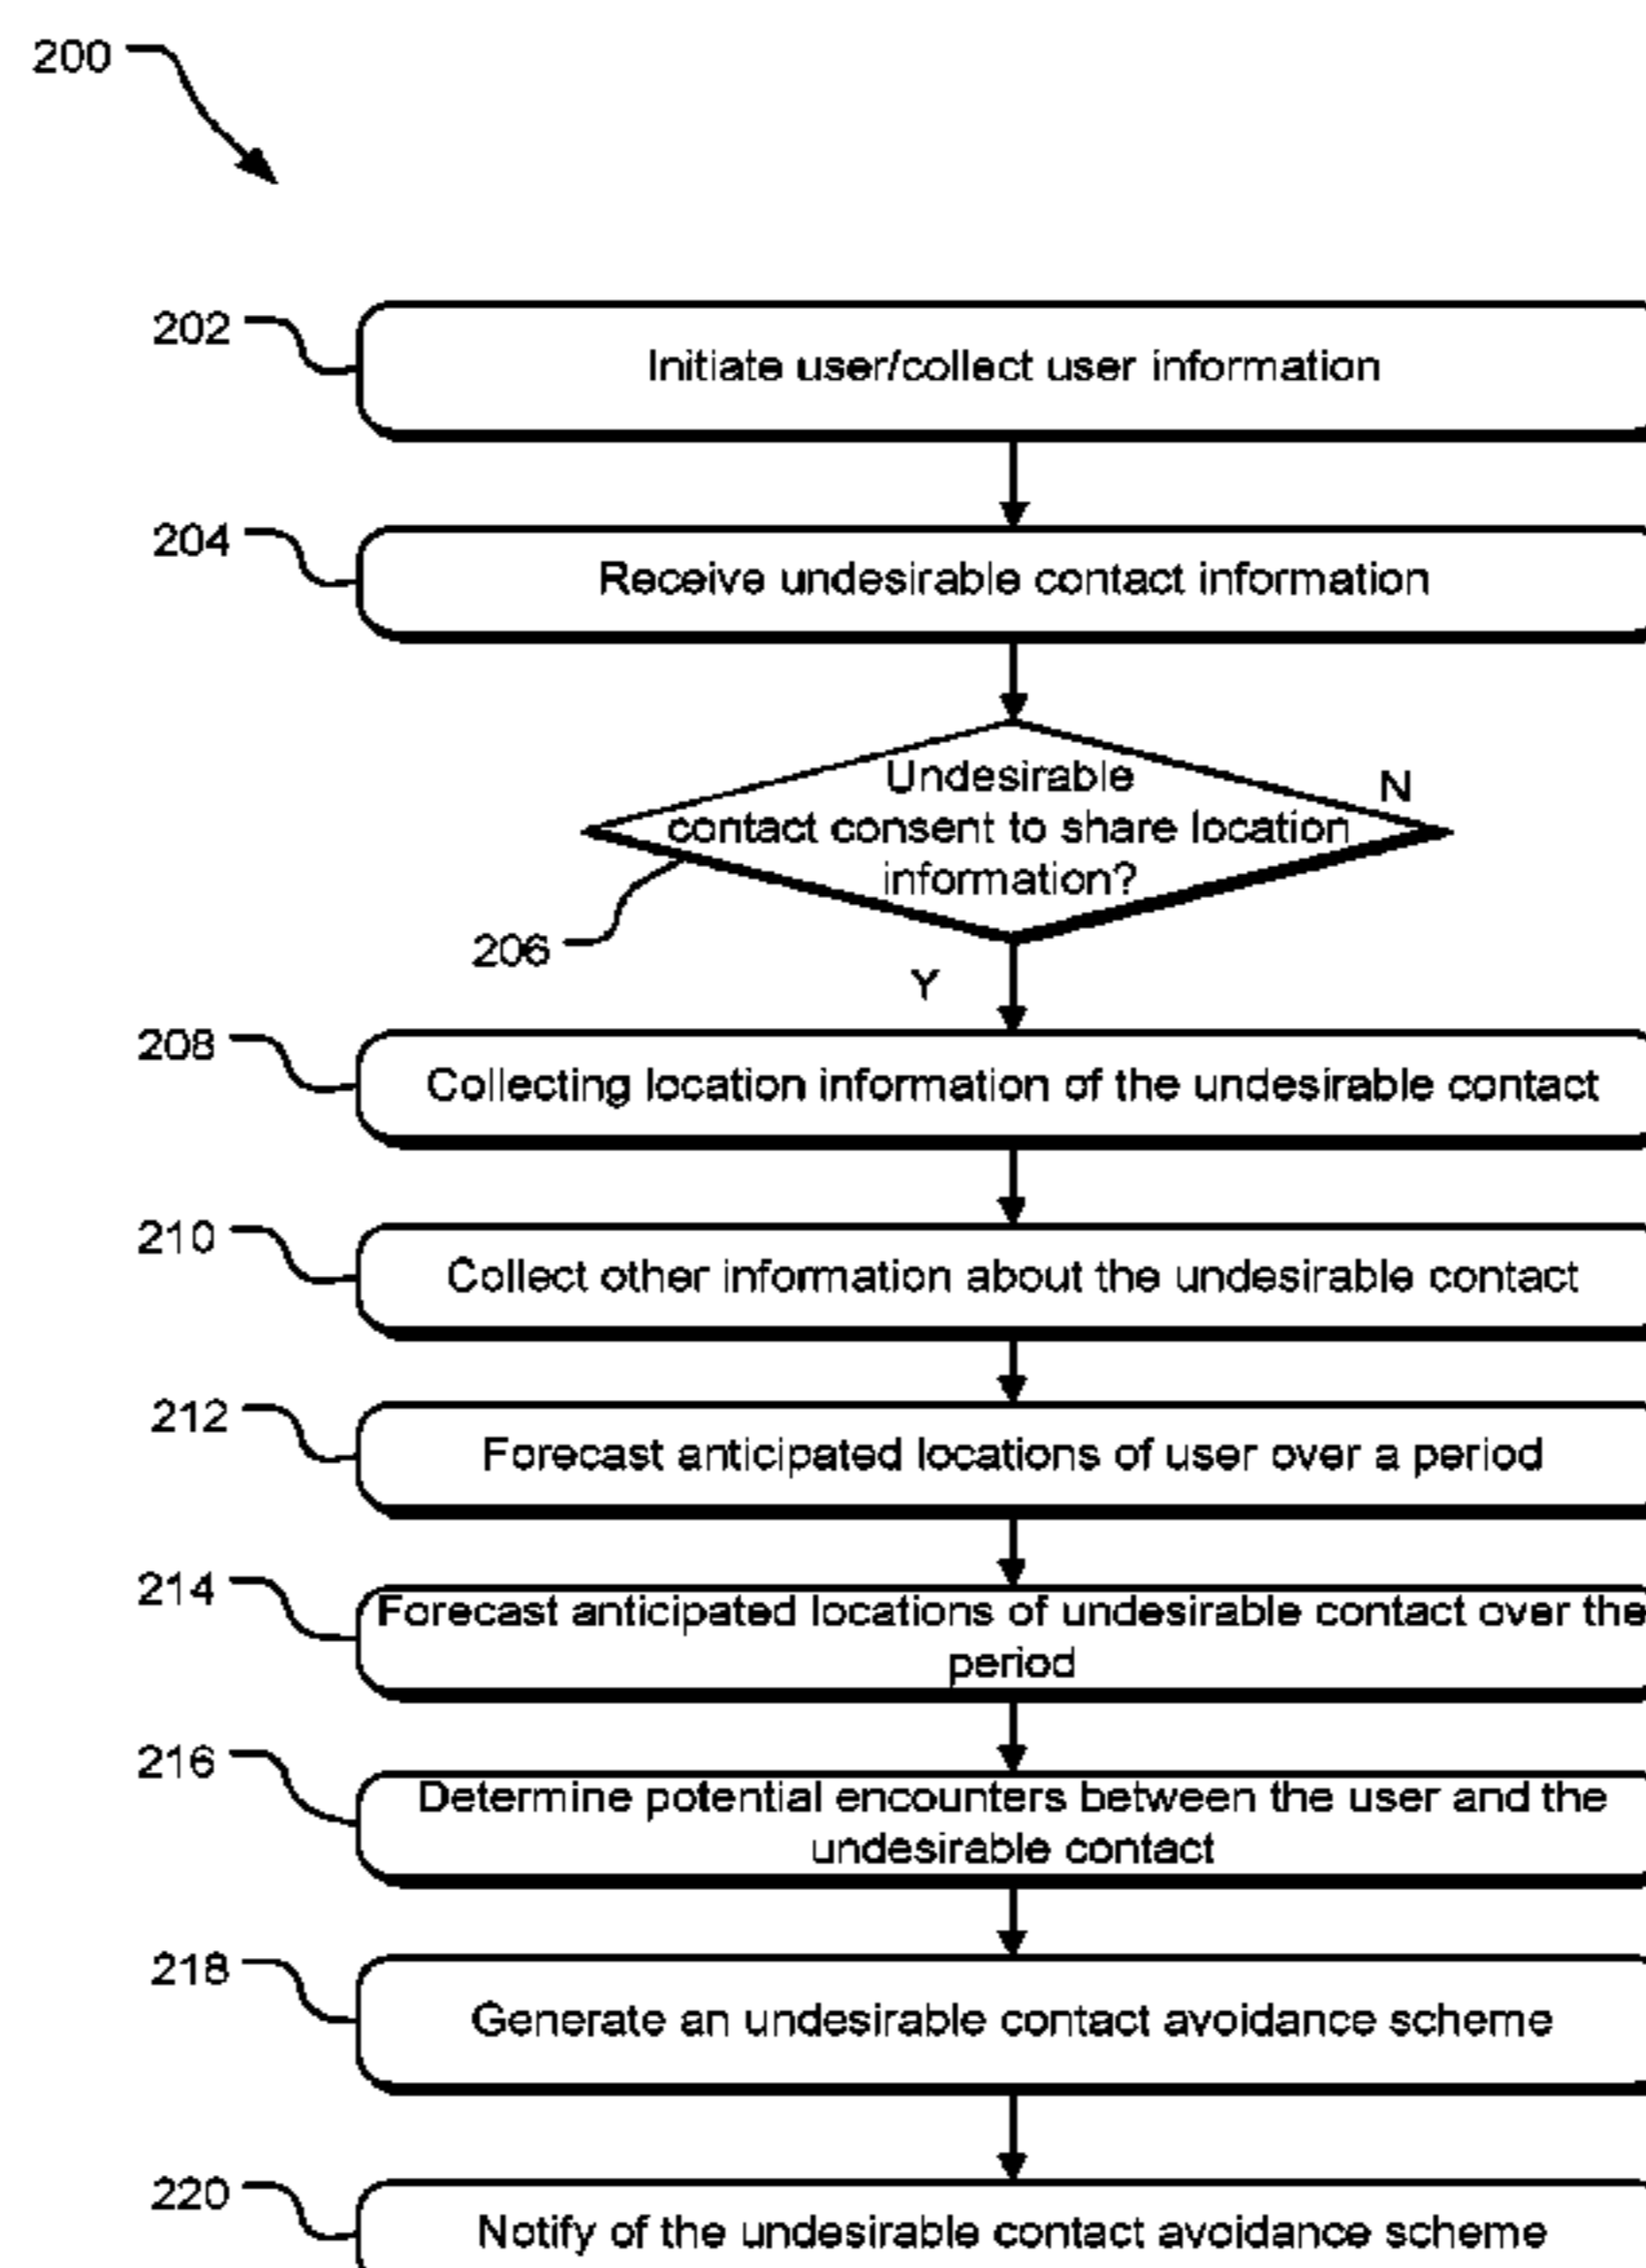 200
202
Initiate user/collect user information
204
Receive undesirable contact information
Undesirable
N
contact consent to share location
information?
206
Y
208
Collecting location information of the undesirable contact
210
Collect other information about the undesirable contact
212
Forecast anticipated locations of user over a period
214
Forecast anticipated locations of undesirable contact over the
period
216
Determine potential encounters between the user and the
undesirable contact
218
Generate an undesirable contact avoidance scheme
220
Notify of the undesirable contact avoidance scheme